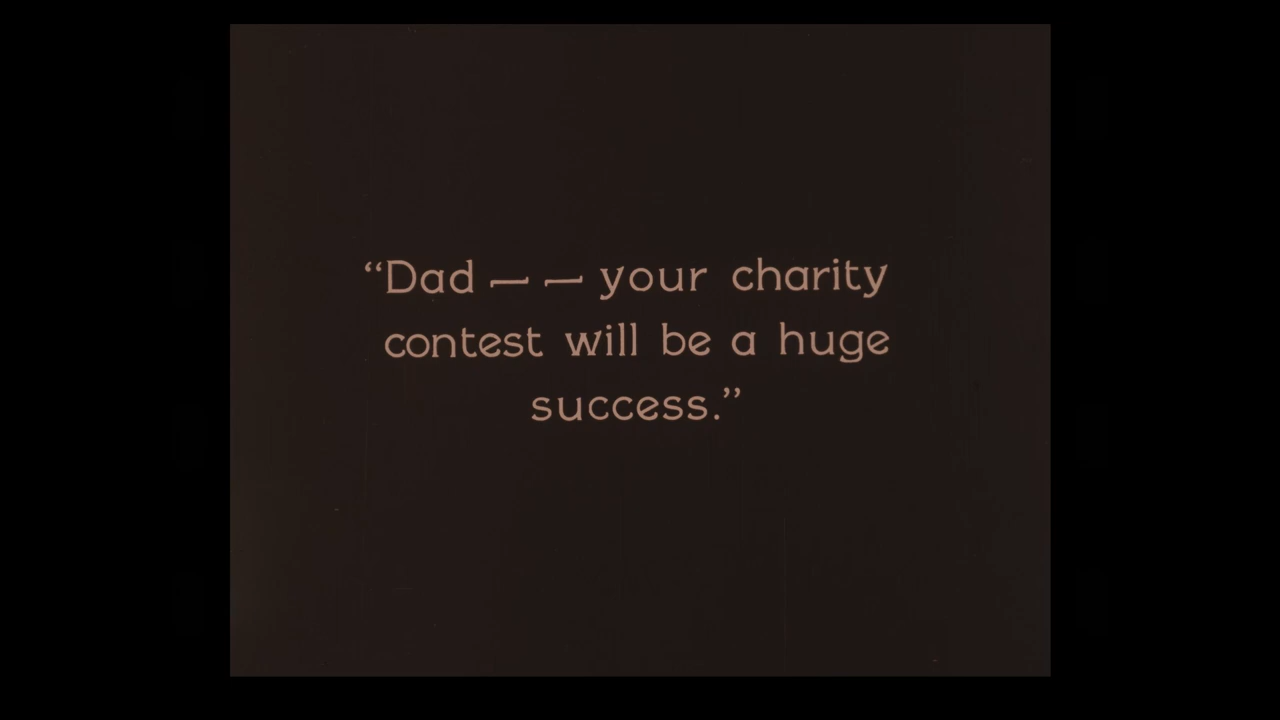 “Dad — — your charity
contest will be a huge
success.”